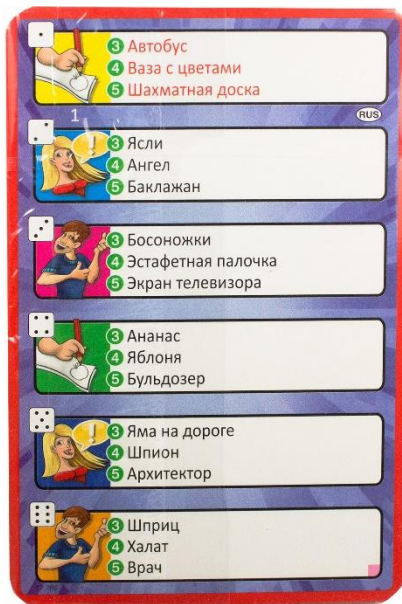 3 Автобус
4 Ваза с цветами
5 Шахматная доска
1
RUS
3 Ясли
4 Ангел
5 Баклажан
3 Босоножки
4 Эстафетная палочка
5 Экран телевизора
3 Ананас
4 Яблоня
5 Бульдозер
3 Яма на дороге
4 Шпион
5 Архитектор
3 Шприц
4 Халат
5 Врач